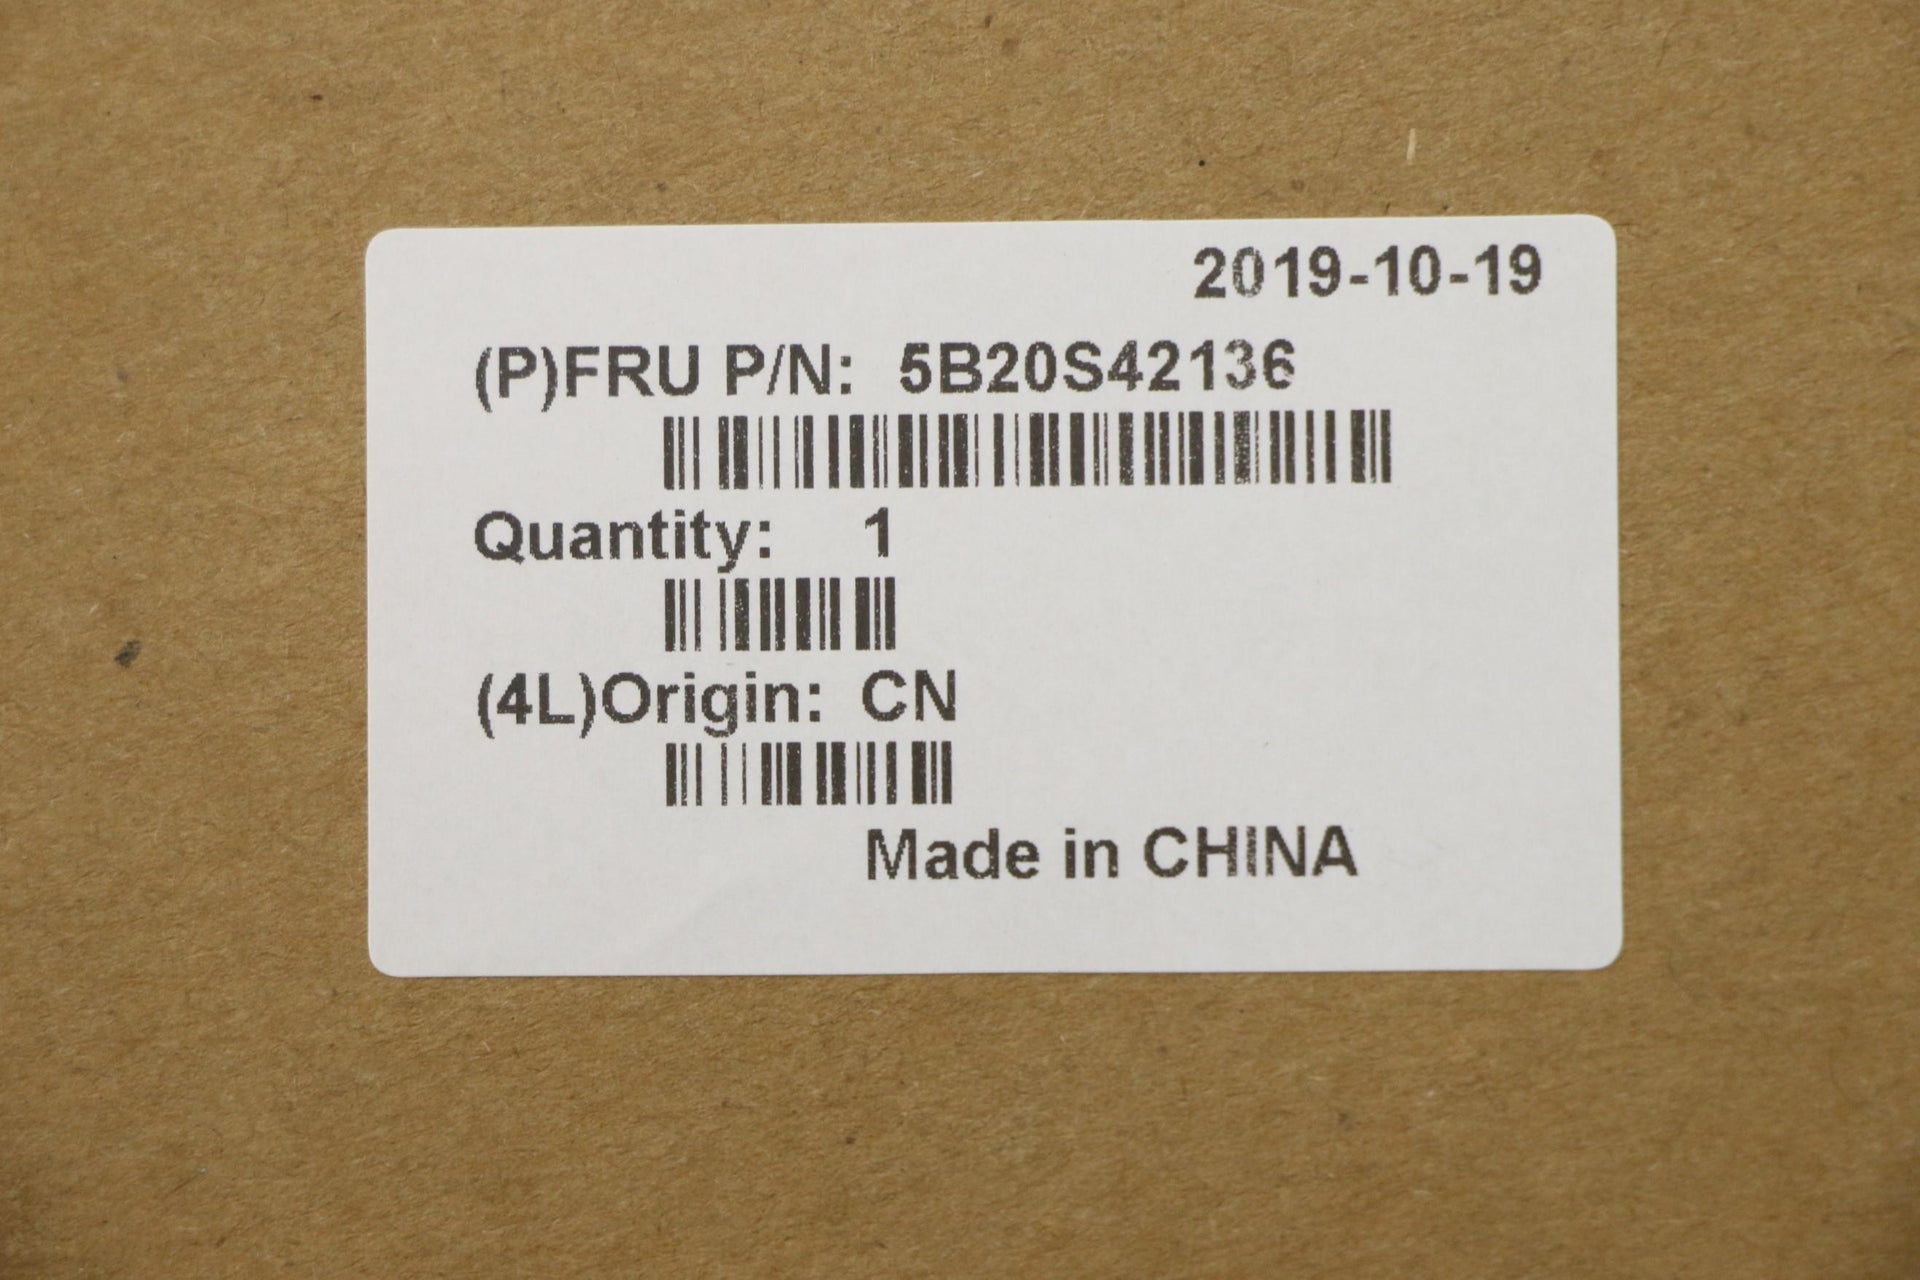 2019-10-19
(P)FRU P/N: 5B20S42136
Quantity: 1
(4L)Origin: CN
Made in CHINA